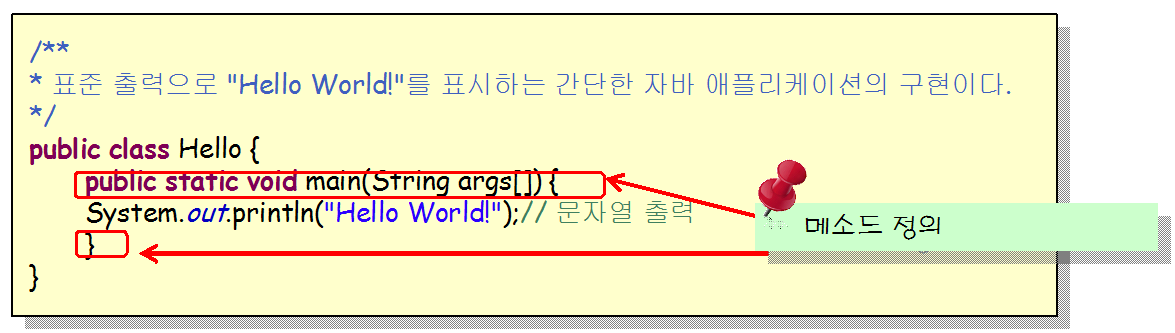 /**
* 표준 출력으로 "Hello World!"를 표시하는 간단한 자바 애플리케이션의 구현이다.
*/
public class Hello {
public static void main(String args[]) {
System.out.println("Hello World!");// 문자열 출력
}
}
메소드 정의